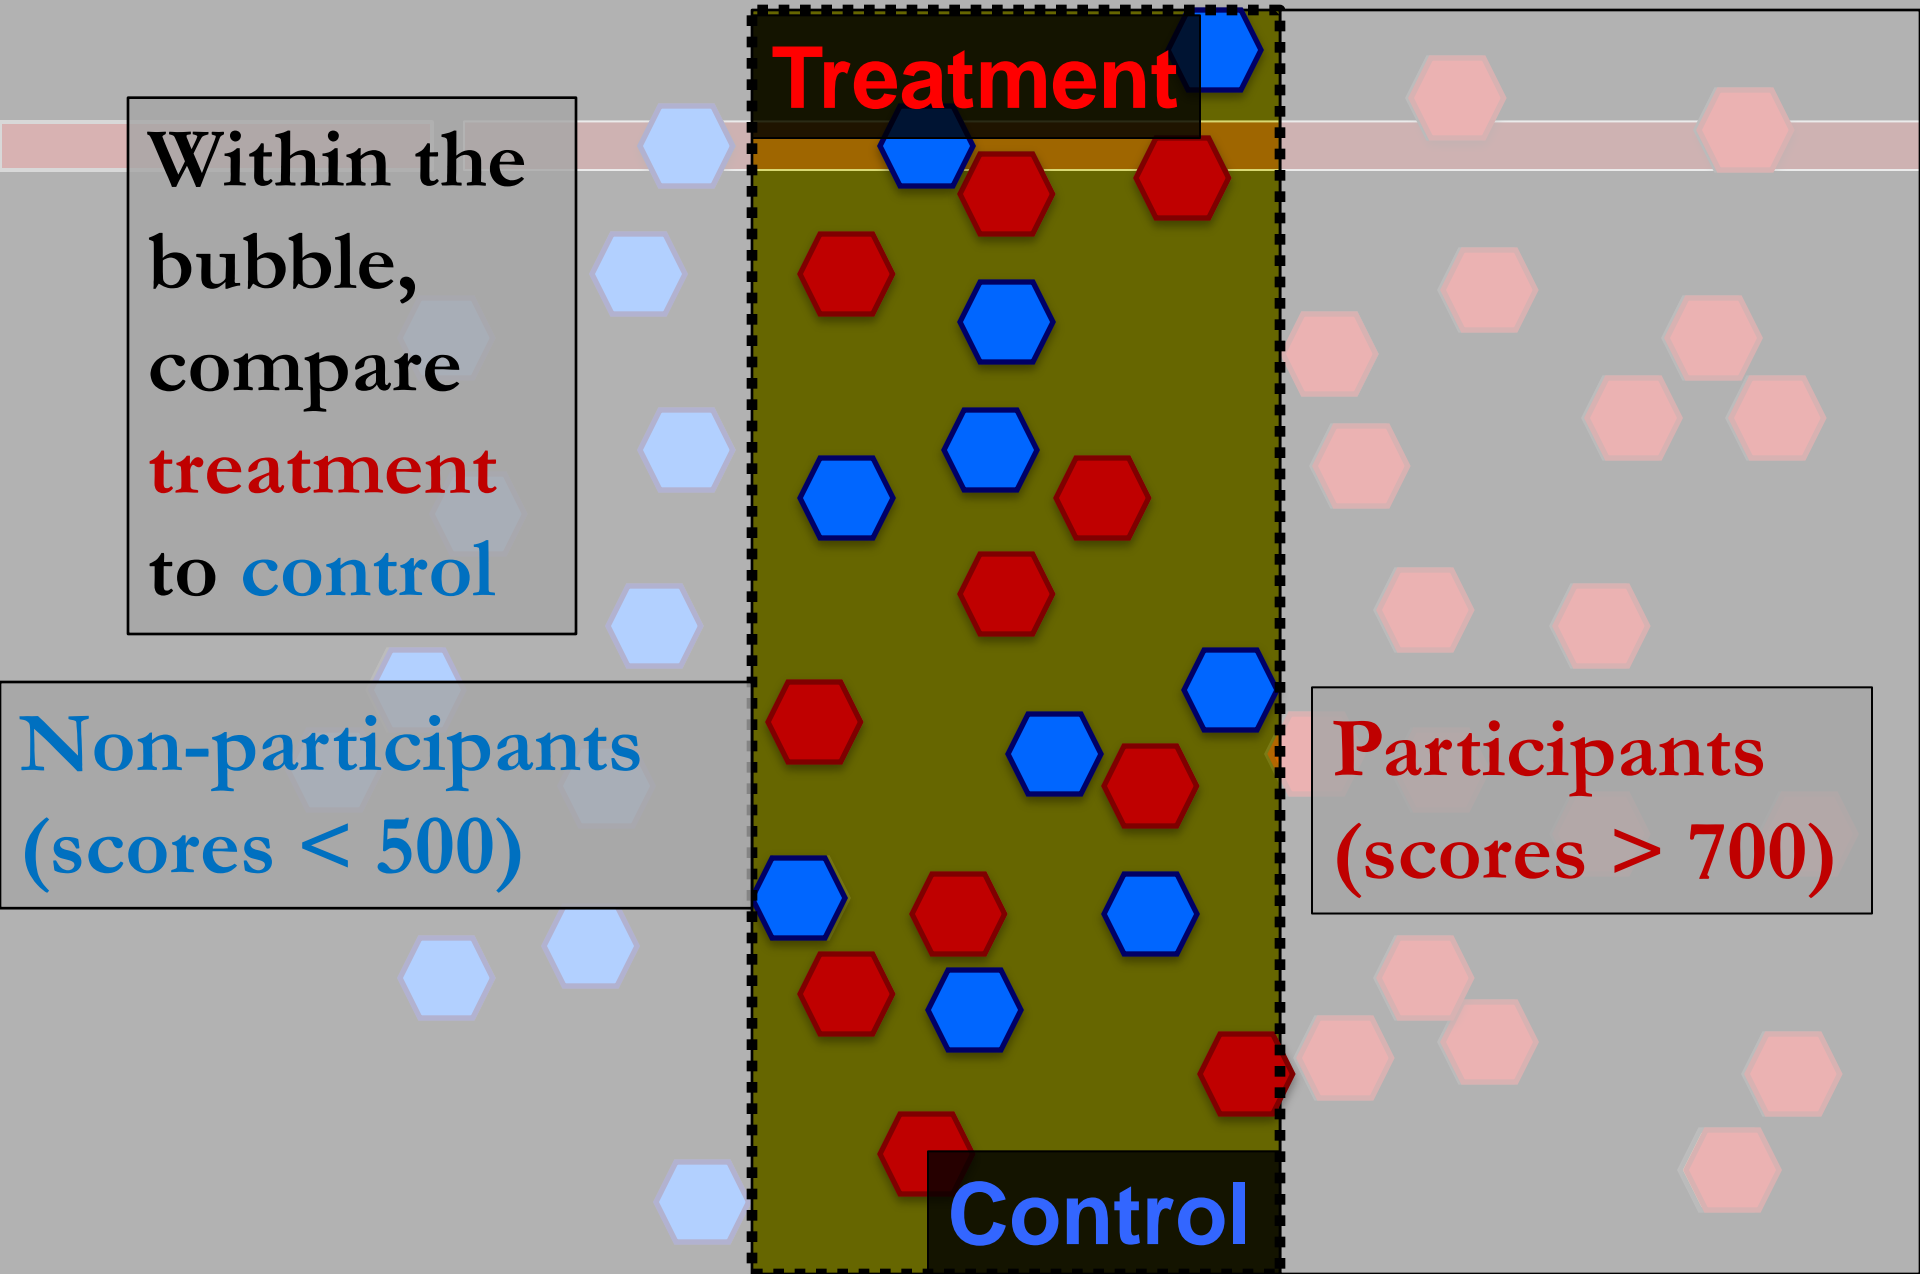 Treatment
Within the
bubble,
compare
treatment
to control
Non-participants
(scores < 500)
Participants
(scores > 700)
Control